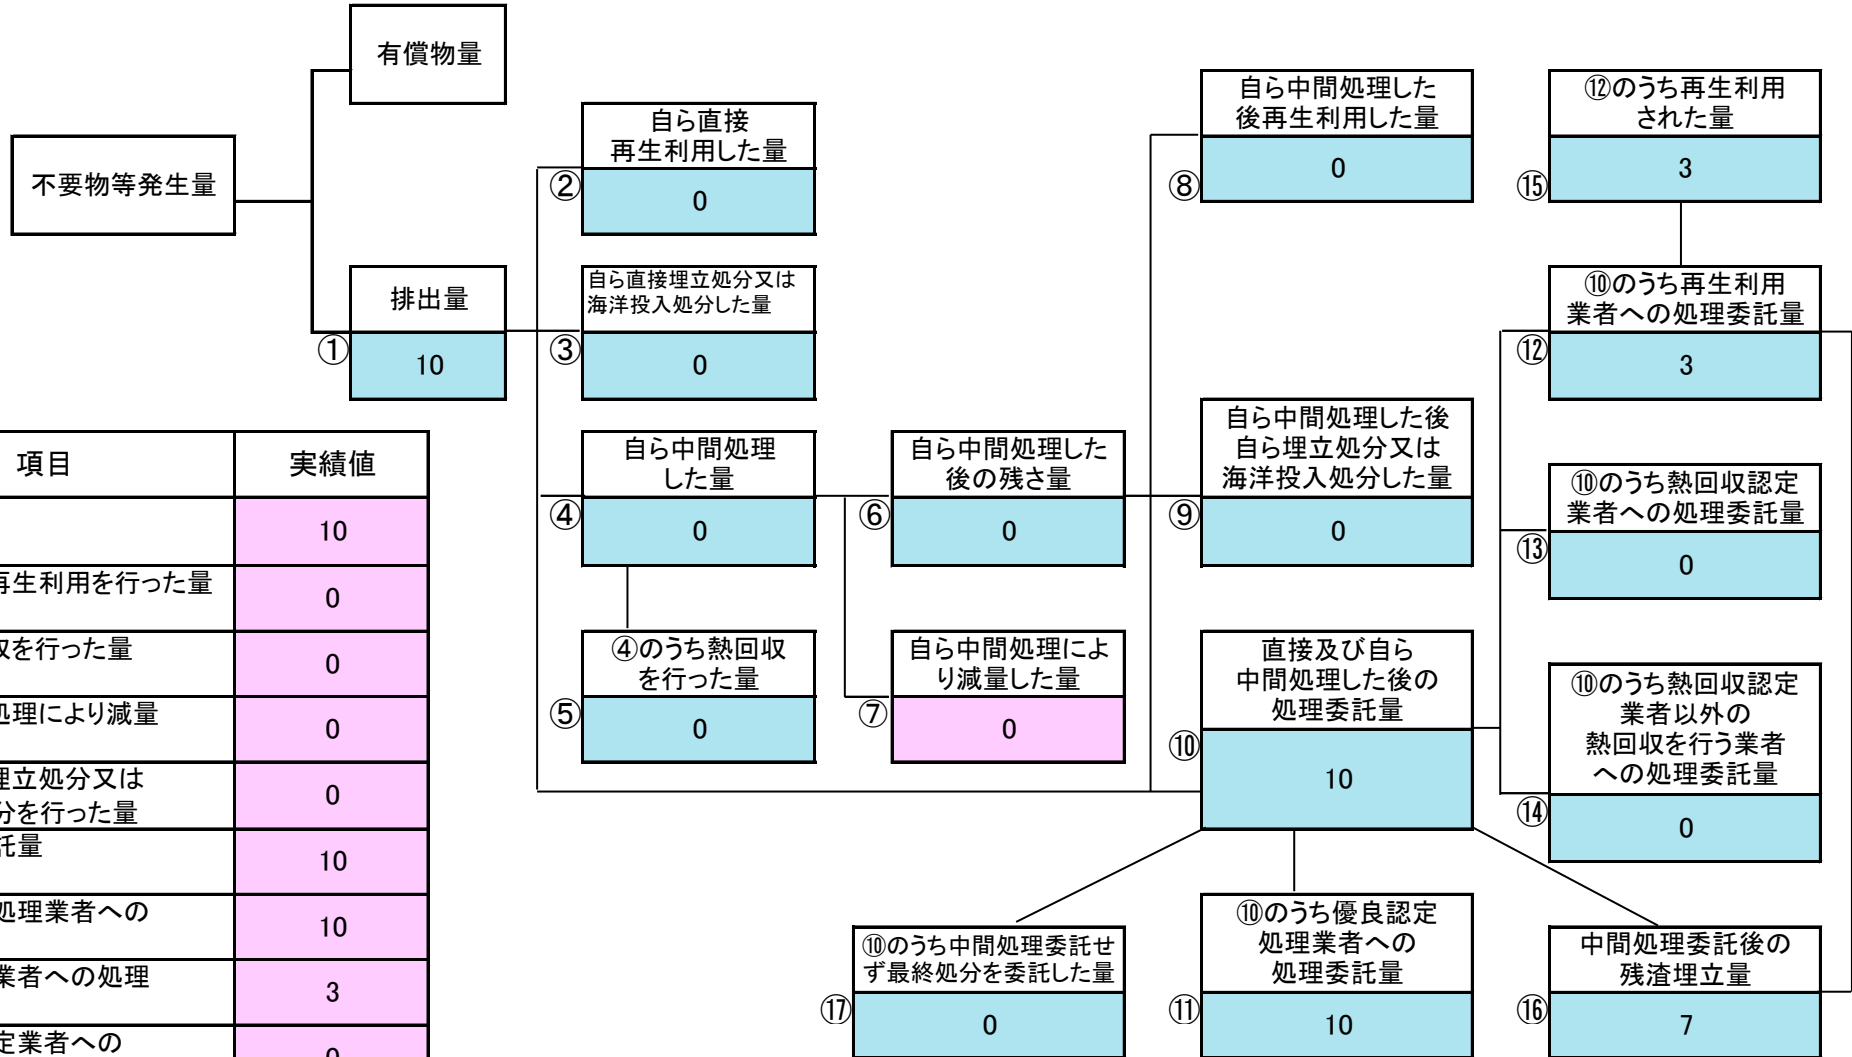 有償物量
不要物等発生量
排出量
①
10
自ら直接
再生利用した量
②
0
自ら直接埋立処分又は
海洋投入処分した量
③
0
自ら中間処理
した量
④
0
④のうち熱回収
を行った量
⑤
0
自ら中間処理した
後の残さ量
⑥
0
自ら中間処理によ
り減量した量
⑦
0
自ら中間処理した
後再生利用した量
⑧
0
自ら中間処理した後
自ら埋立処分又は
海洋投入処分した量
⑨
0
直接及び自ら
中間処理した後の
処理委託量
⑩
10
⑫のうち再生利用
された量
⑮
3
⑩のうち再生利用
業者への処理委託量
⑫
3
⑩のうち熱回収認定
業者への処理委託量
⑬
0
⑩のうち熱回収認定
業者以外の
熱回収を行う業者
への処理委託量
⑭
0
⑩のうち中間処理委託せ
ず最終処分を委託した量
⑰
0
⑩のうち優良認定
処理業者への
処理委託量
⑪
10
中間処理委託後の
残渣埋立量
⑯
7
項目 実績値
10
再生利用を行った量
0
収を行った量
0
処理により減量
0
埋立処分又は
分を行った量
0
託量
10
処理業者への
10
業者への処理
3
定業者への
0